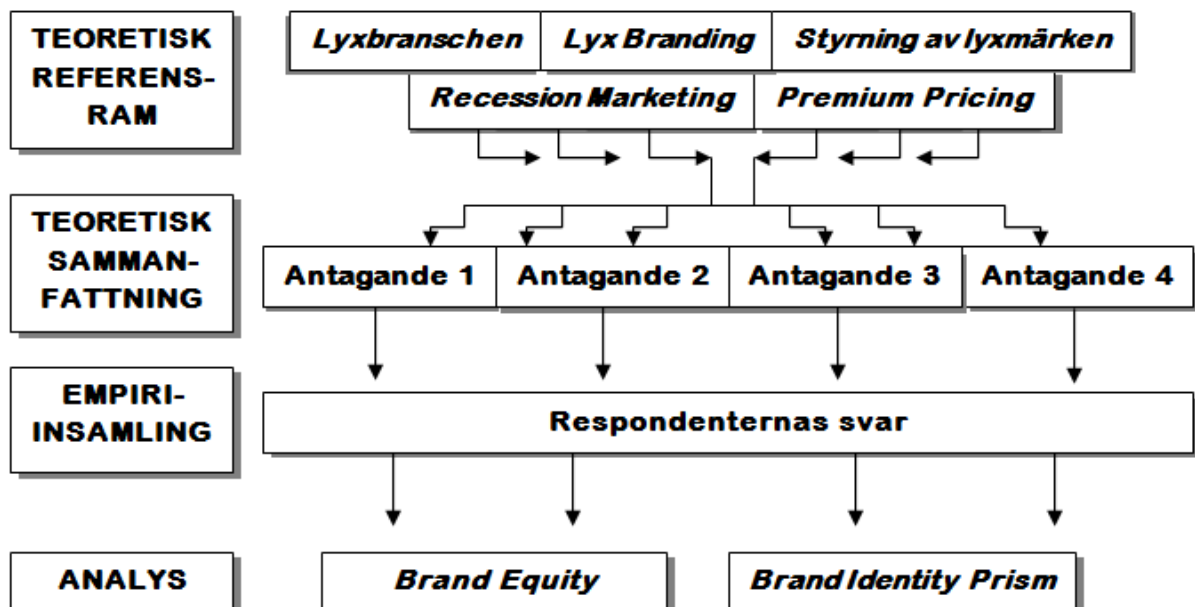 TEORETISK
REFERENS-
RAM
Lyxbranschen Lyx Branding Styrning av lyxmärken
Recession Marketing Premium Pricing
TEORETISK
SAMMAN-
FATTNING
Antagande 1 Antagande 2 Antagande 3 Antagande 4
EMPIRI-
INSAMLING
Respondenternas svar
ANALYS
Brand Equity Brand Identity Prism